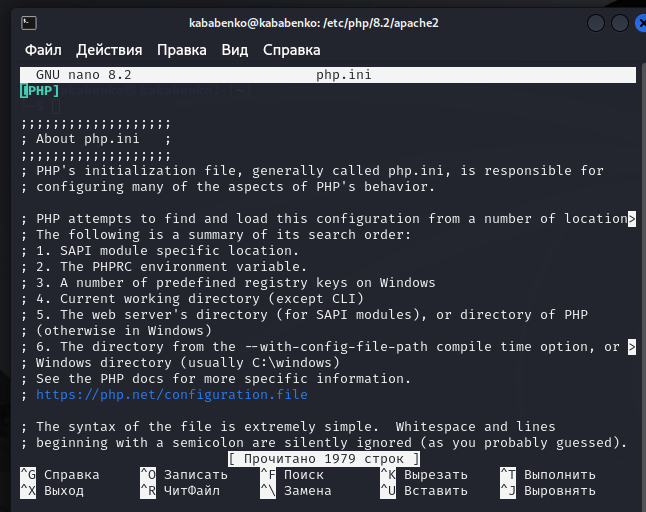 kababenko@kababenko: /etc/php/8.2/apache2
Файл Действия Правка Вид Справка
GNU nano 8.2 php.ini
[PHP]
;;;;;;;;;;;;;;;;;;;
; About php.ini   ;
;;;;;;;;;;;;;;;;;;;
; PHP's initialization file, generally called php.ini, is responsible for
; configuring many of the aspects of PHP's behavior.
; PHP attempts to find and load this configuration from a number of location>
; The following is a summary of its search order:
; 1. SAPI module specific location.
; 2. The PHPRC environment variable.
; 3. A number of predefined registry keys on Windows
; 4. Current working directory (except CLI)
; 5. The web server's directory (for SAPI modules), or directory of PHP
; (otherwise in Windows)
; 6. The directory from the --with-config-file-path compile time option, or >
; Windows directory (usually C:\windows)
; See the PHP docs for more specific information.
; https://php.net/configuration.file
; The syntax of the file is extremely simple.  Whitespace and lines
; beginning with a semicolon are silently ignored (as you probably guessed).
[ Прочитано 1979 строк ]
^G Справка ^O Записать ^F Поиск ^K Вырезать ^T Выполнить
^X Выход ^R ЧитФайл ^\ Замена ^U Вставить ^J Выровнять